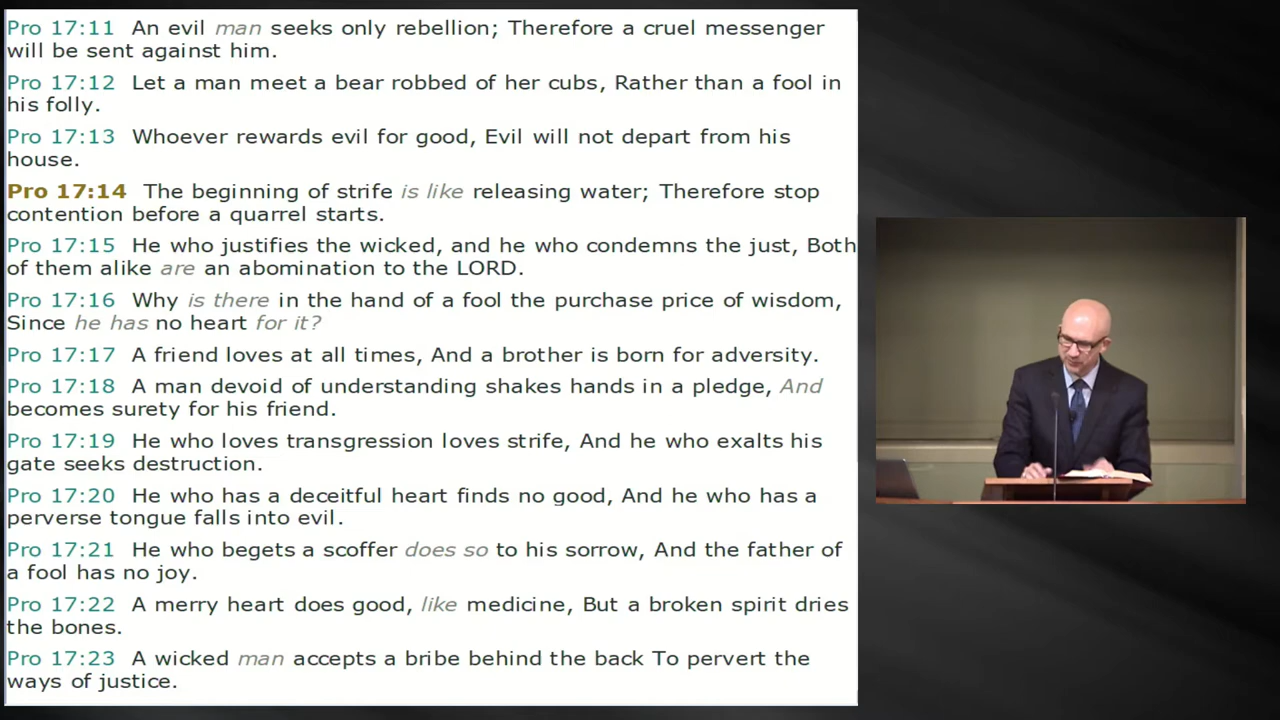 Pro 17:11 An evil man seeks only rebellion; Therefore a cruel messenger
will be sent against him.
Pro 17:12 Let a man meet a bear robbed of her cubs, Rather than a fool in
his folly.
Pro 17:13 Whoever rewards evil for good, Evil will not depart from his
house.
Pro 17:14 The beginning of strife is like releasing water; Therefore stop
contention before a quarrel starts.
Pro 17:15 He who justifies the wicked, and he who condemns the just, Both
of them alike are an abomination to the LORD.
Pro 17:16 Why is there in the hand of a fool the purchase price of wisdom,
Since he has no heart for it?
Pro 17:17 A friend loves at all times, And a brother is born for adversity.
Pro 17:18 A man devoid of understanding shakes hands in a pledge, And
becomes surety for his friend.
Pro 17:19 He who loves transgression loves strife, And he who exalts his
gate seeks destruction.
Pro 17:20 He who has a deceitful heart finds no good, And he who has a
perverse tongue falls into evil.
Pro 17:21 He who begets a scoffer does so to his sorrow, And the father of
a fool has no joy.
Pro 17:22 A merry heart does good, like medicine, But a broken spirit dries
the bones.
Pro 17:23 A wicked man accepts a bribe behind the back To pervert the
ways of justice.